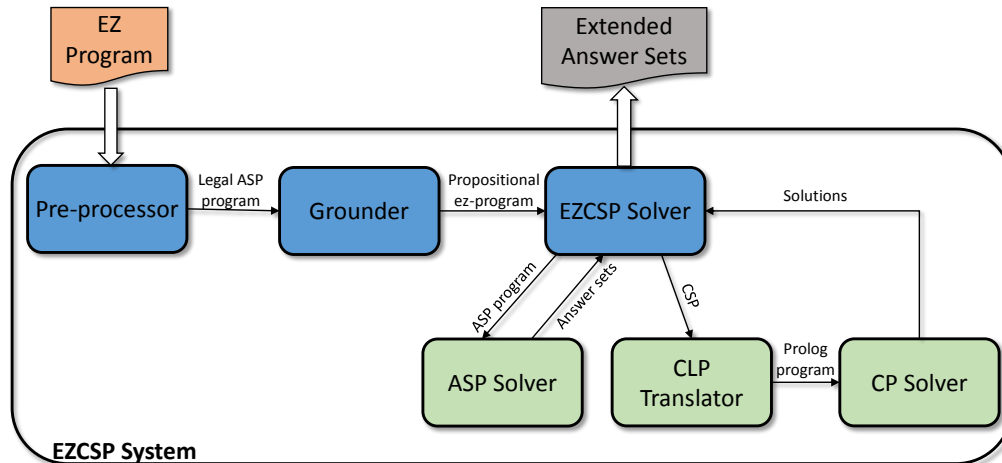 EZ
Program
Extended
Answer Sets
Legal ASP
program
Propositional
ez-program
Pre-processor
Grounder
EZCSP Solver
Solutions
ASP program
Answer sets
CSP
ASP Solver
CLP
Translator
Prolog
program
CP Solver
EZCSP System